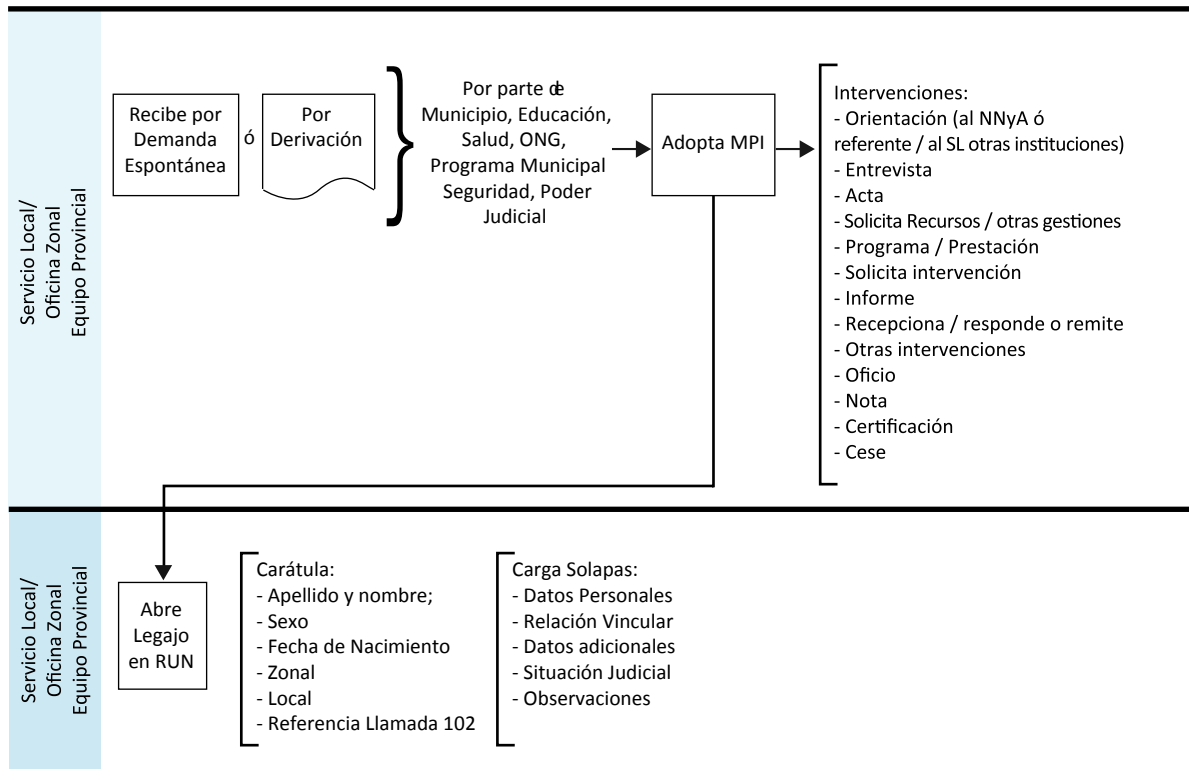 Servicio Local/
Oficina Zonal
Equipo Provincial
Recibe por
Demanda
Espontánea
ó
Por
Derivación
Por parte de
Municipio, Educación,
Salud, ONG,
Programa Municipal
Seguridad, Poder
Judicial
Adopta MPI
Intervenciones:
- Orientación (al NNyA ó
referente / al SL otras instituciones)
- Entrevista
- Acta
- Solicita Recursos / otras gestiones
- Programa / Prestación
- Solicita intervención
- Informe
- Recepciona / responde o remite
- Otras intervenciones
- Oficio
- Nota
- Certificación
- Cese
Servicio Local/
Oficina Zonal
Equipo Provincial
Abre
Legajo
en RUN
Carátula:
- Apellido y nombre;
- Sexo
- Fecha de Nacimiento
- Zonal
- Local
- Referencia Llamada 102
Carga Solapas:
- Datos Personales
- Relación Vincular
- Datos adicionales
- Situación Judicial
- Observaciones